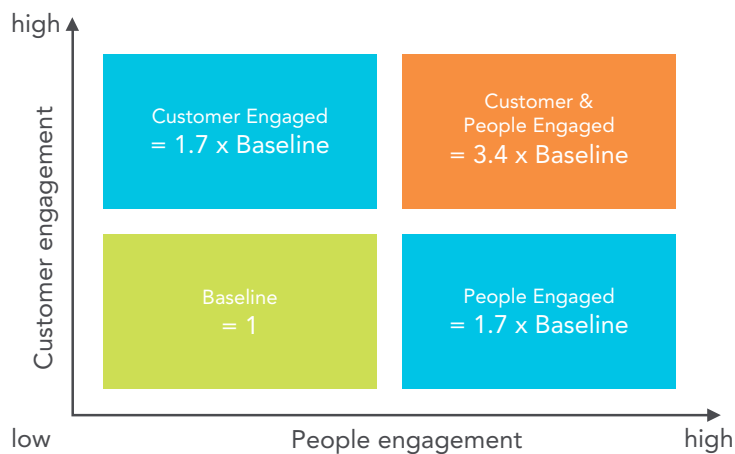 high
Customer Engaged
= 1.7 x Baseline
Customer &
People Engaged
= 3.4 x Baseline
Customer engagement
Baseline
= 1
People Engaged
= 1.7 x Baseline
low
People engagement
high